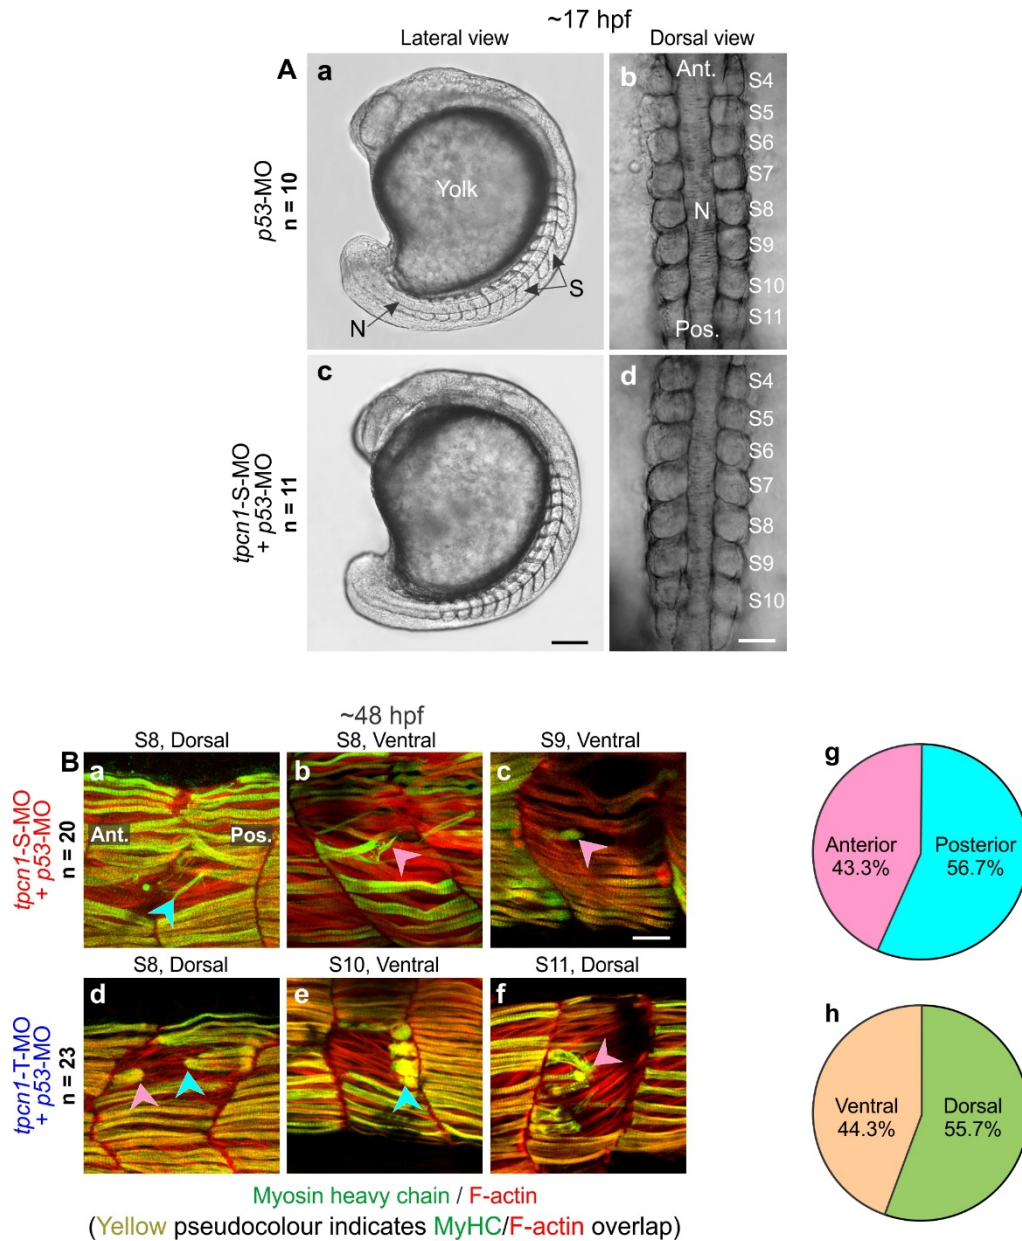 ~17 hpf
Lateral view
Dorsal view
A
a
b
Ant.
S4
S5
S6
S7
S8
S9
S10
S11
N
Pos.
Yolk
S
N
p53-MO
n = 10
c
d
S4
S5
S6
S7
S8
S9
S10
tpcn1-S-MO
+ p53-MO
n = 11
~48 hpf
B
S8, Dorsal
S8, Ventral
S9, Ventral
a
b
c
Ant.
Pos.
tpcn1-S-MO
+ p53-MO
n = 20
S8, Dorsal
S10, Ventral
S11, Dorsal
d
e
f
tpcn1-T-MO
+ p53-MO
n = 23
Myosin heavy chain / F-actin
(Yellow pseudocolour indicates MyHC/F-actin overlap)
g
Anterior
43.3%
Posterior
56.7%
h
Ventral
44.3%
Dorsal
55.7%